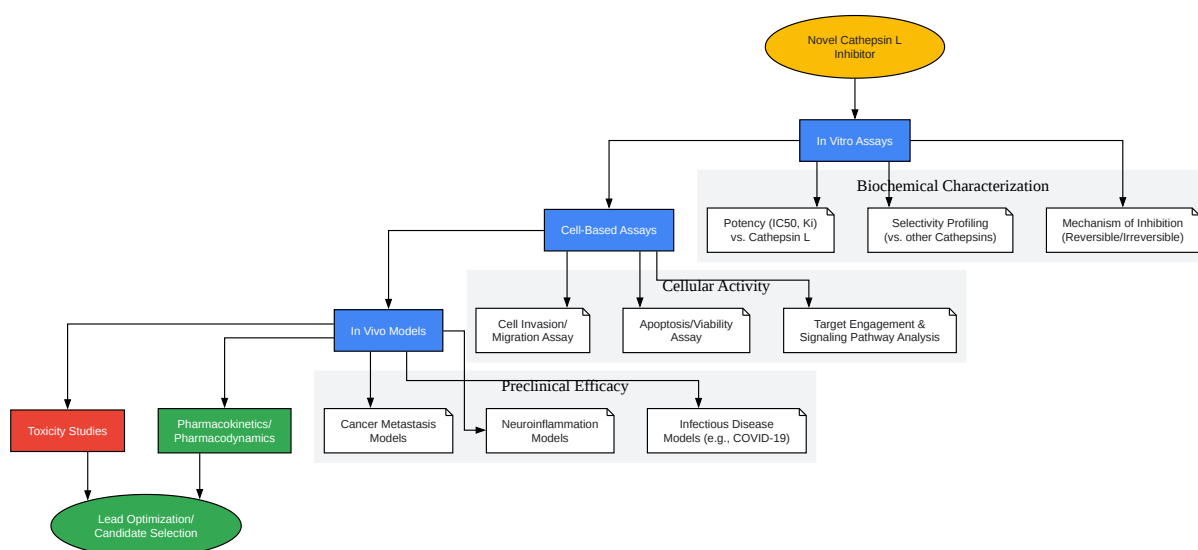 Novel Cathepsin L
Inhibitor
In Vitro Assays
Biochemical Characterization
Potency (IC50, Ki)
vs. Cathepsin L
Selectivity Profiling
(vs. other Cathepsins)
Mechanism of Inhibition
(Reversible/Irreversible)
Cell-Based Assays
Cellular Activity
Cell Invasion/
Migration Assay
Apoptosis/Viability
Assay
Target Engagement &
Signaling Pathway Analysis
In Vivo Models
Preclinical Efficacy
Cancer Metastasis
Models
Neuroinflammation
Models
Infectious Disease
Models (e.g., COVID-19)
Toxicity Studies
Pharmacokinetics/
Pharmacodynamics
Lead Optimization/
Candidate Selection